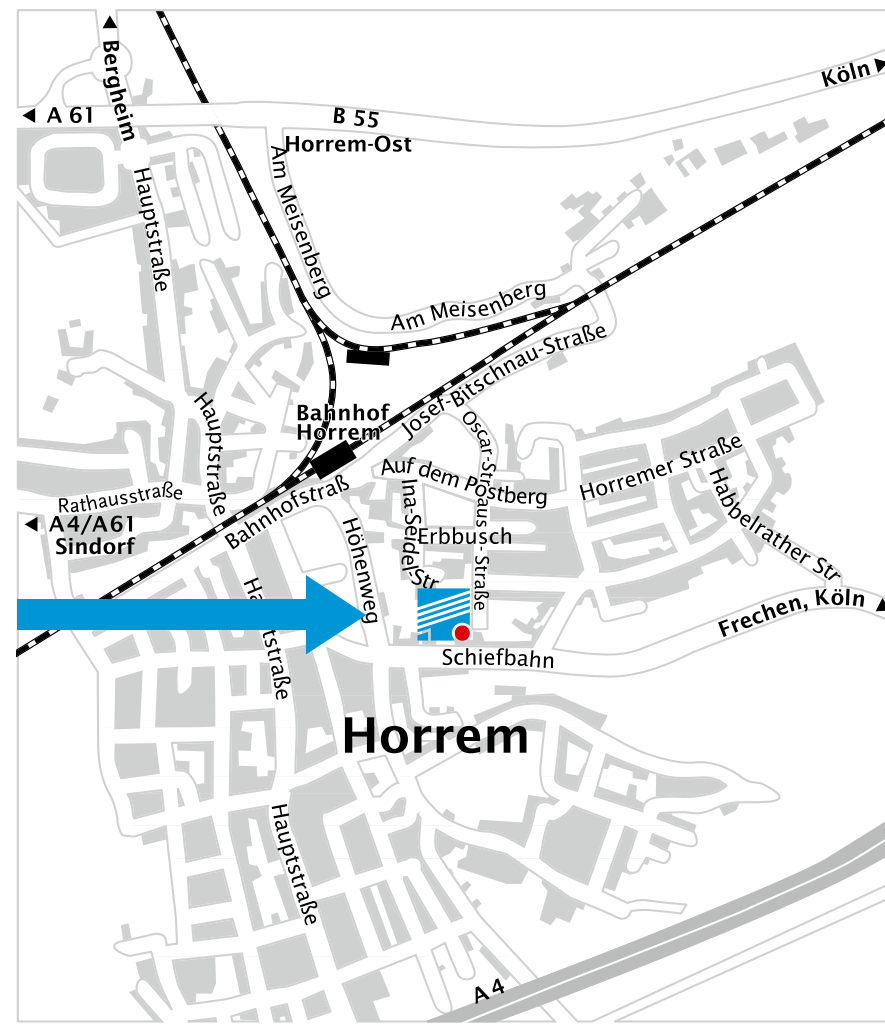 Bergheim
Köln
A 61
B 55
Horrem-Ost
Am Meisenberg
Hauptstraße
Am Meisenberg
Josef-Bitschnau-Straße
Hauptstraße
Bahnhof
Horrem
Oscar-Straus - Straße
Horremer Straße
Auf dem Postberg
Habbelrather Str
Rathausstraße
Bahnhofstraß
Ina-Seidel-Str
A4/A61
Sindorf
Höhenweg
Erbbusch
Frechen, Köln
Schiefbahn
Horrem
Hauptstraße
A 4